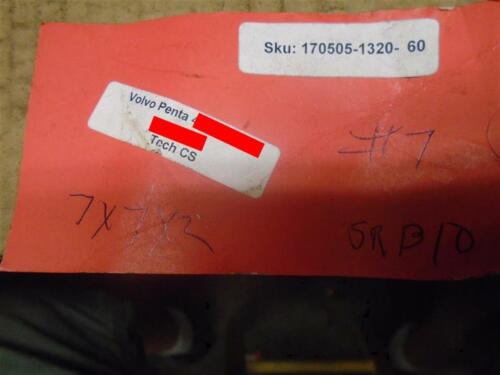 Sku: 170505-1320- 60
Volvo Penta
Tech CS
#7
7X7X2
SRB10